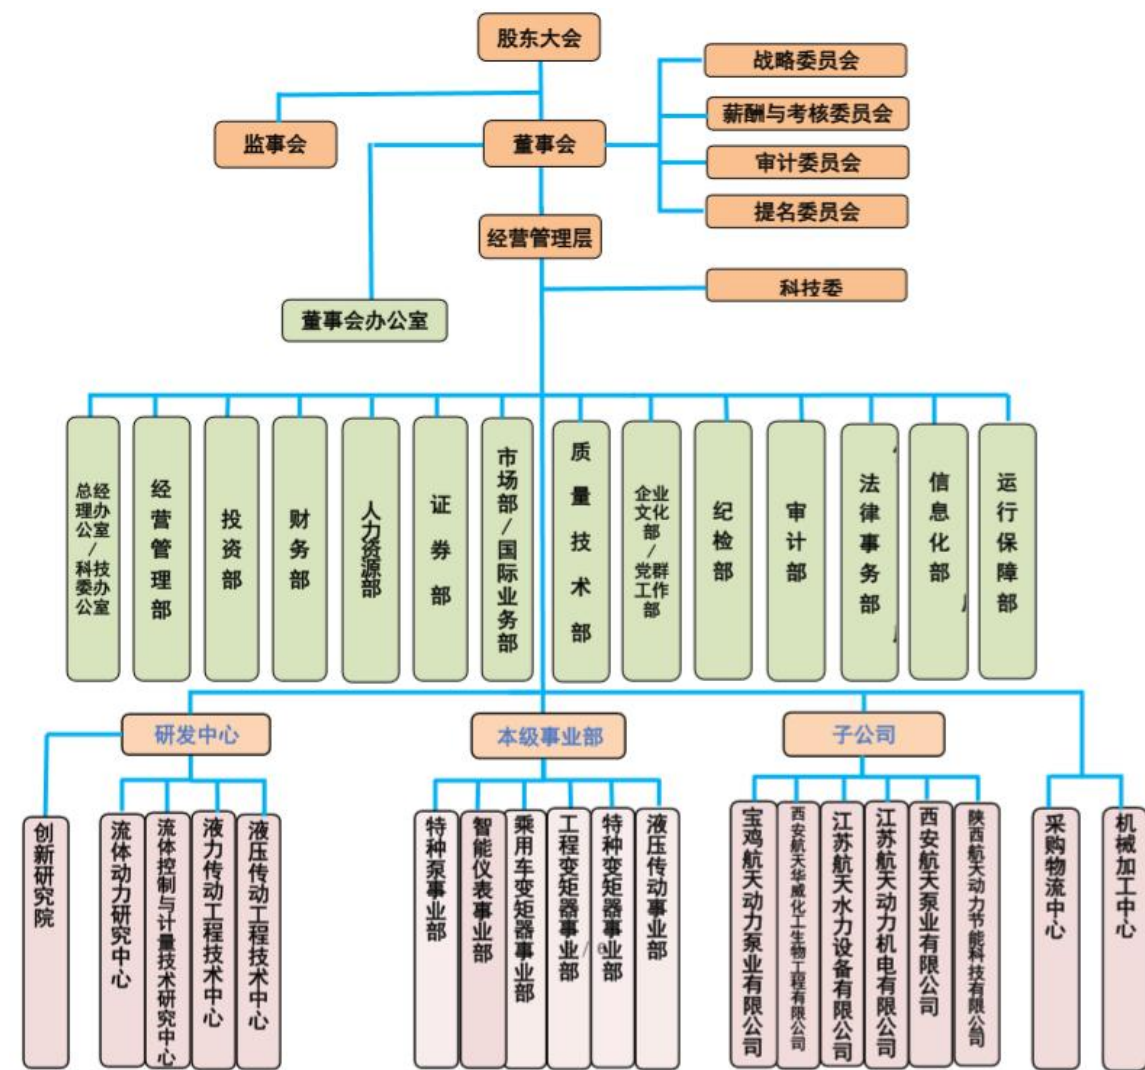 股东大会
战略委员会
薪酬与考核委员会
监事会
董事会
审计委员会
提名委员会
经营管理层
科技委
董事会办公室
总经理办公室/科技委办公室
经营管理部
投资部
财务部
人力资源部
证券部
市场部/国际业务部
质量技术部
企业文化部/党群工作部
纪检部
审计部
法律事务部
信息化部
运行保障部
研发中心
本级事业部
子公司
创新研究院
流体动力研究中心
流体控制与计量技术研究中心
液力传动工程技术中心
液压传动工程技术中心
特种泵事业部
智能仪表事业部
乘用车变矩器事业部
工程变矩器事业部
特种变矩器事业部
液压传动事业部
宝鸡航天动力泵业有限公司
西安航天华威化工生物工程有限公司
江苏航天水力设备有限公司
江苏航天动力机电有限公司
西安航天泵业有限公司
陕西航天动力节能科技有限公司
采购物流中心
机械加工中心